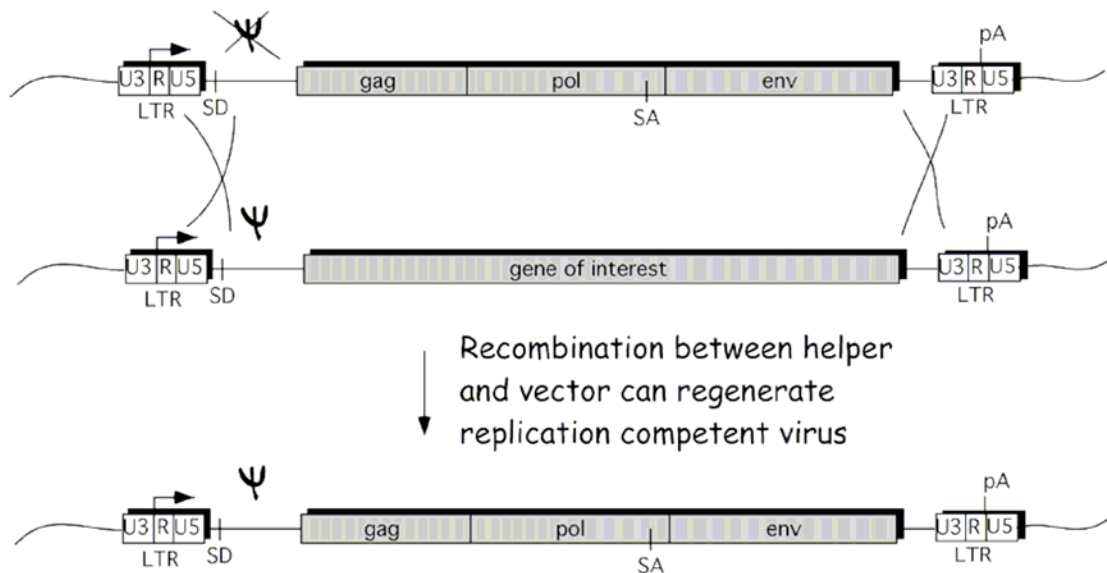 Ψ
pA
U3 R U5 gag pol env U3 R U5
LTR SD SA LTR
Ψ
pA
U3 R U5 gene of interest U3 R U5
LTR SD LTR
Recombination between helper
and vector can regenerate
replication competent virus
Ψ
pA
U3 R U5 gag pol env U3 R U5
LTR SD SA LTR